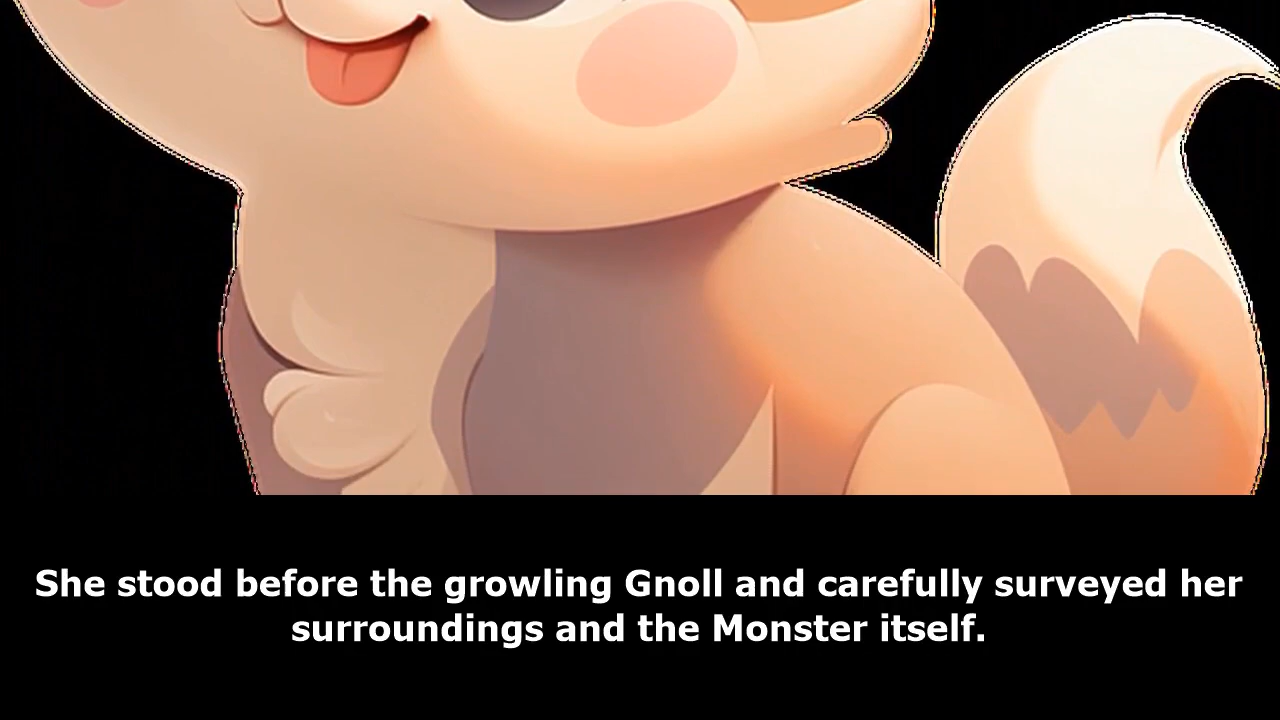 She stood before the growling Gnoll and carefully surveyed her
surroundings and the Monster itself.